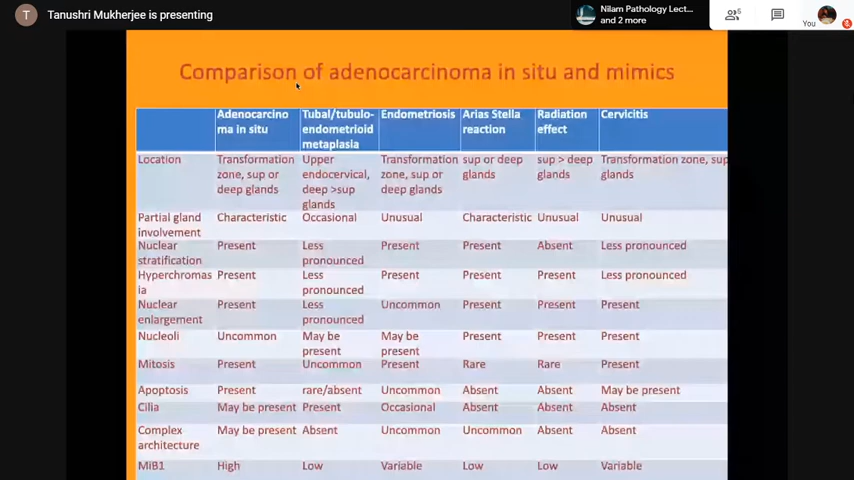 T Tanushri Mukherjee is presenting
Nilam Pathology Lect...
and 2 more
6
You
Comparison of adenocarcinoma in situ and mimics
Adenocarcino
ma in situ
Tubal/tubulo-
endometrioid
metaplasia
Endometriosis
Arias Stella
reaction
Radiation
effect
Cervicitis
Location
Transformation
zone, sup or
deep glands
Upper
endocervical,
deep >sup
glands
Transformation
zone, sup or
deep glands
sup or deep
glands
sup > deep
glands
Transformation zone, sup
glands
Partial gland
involvement
Characteristic
Occasional
Unusual
Characteristic
Unusual
Unusual
Nuclear
stratification
Present
Less
pronounced
Present
Present
Absent
Less pronounced
Hyperchromas
ia
Present
Less
pronounced
Present
Present
Present
Less pronounced
Nuclear
enlargement
Present
Less
pronounced
Uncommon
Present
Present
Present
Nucleoli
Uncommon
May be
present
May be
present
Present
Present
Present
Mitosis
Present
Uncommon
Present
Rare
Rare
Present
Apoptosis
Present
rare/absent
Uncommon
Absent
Absent
May be present
Cilia
May be present
Present
Occasional
Absent
Absent
Absent
Complex
architecture
May be present
Absent
Uncommon
Uncommon
Absent
Absent
MiB1
High
Low
Variable
Low
Low
Variable